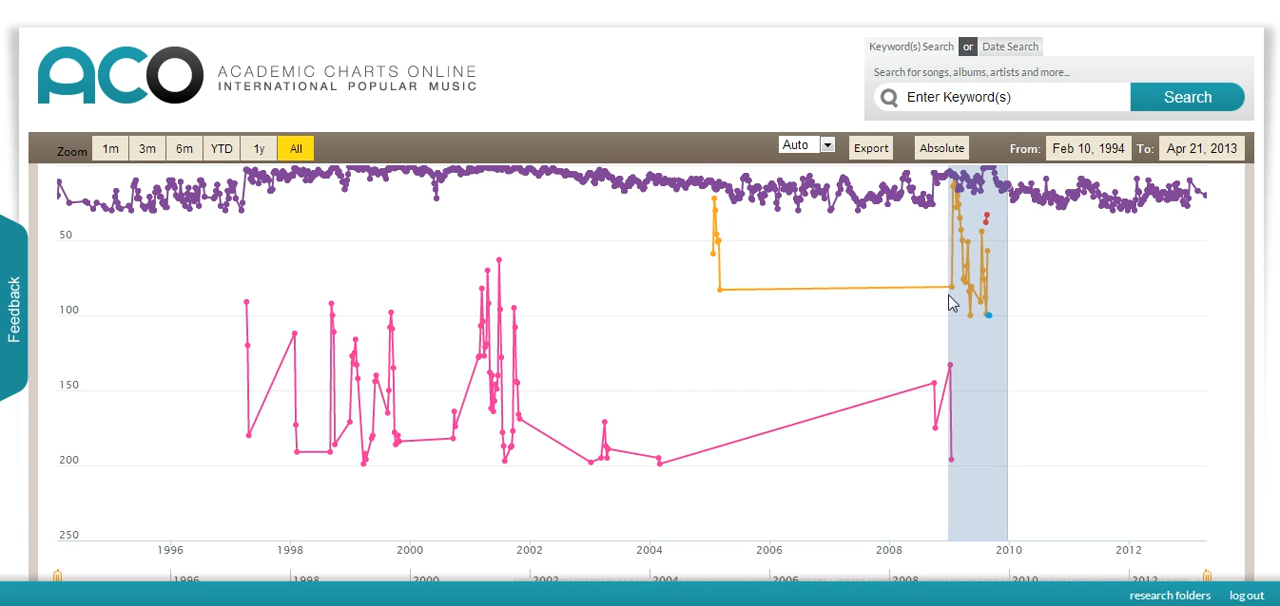 ACO ACADEMIC CHARTS ONLINE
INTERNATIONAL POPULAR MUSIC
Keyword(s) Search or Date Search
Search for songs, albums, artists and more...
Enter Keyword(s) Search
Zoom 1m 3m 6m YTD 1y All Auto Export Absolute From: Feb 10, 1994 To: Apr 21, 2013
50
100
150
200
250
Feedback
1996 1998 2000 2002 2004 2006 2008 2010 2012
1996 1998 2000 2002 2004 2006 2008 2010 2012
research folders log out